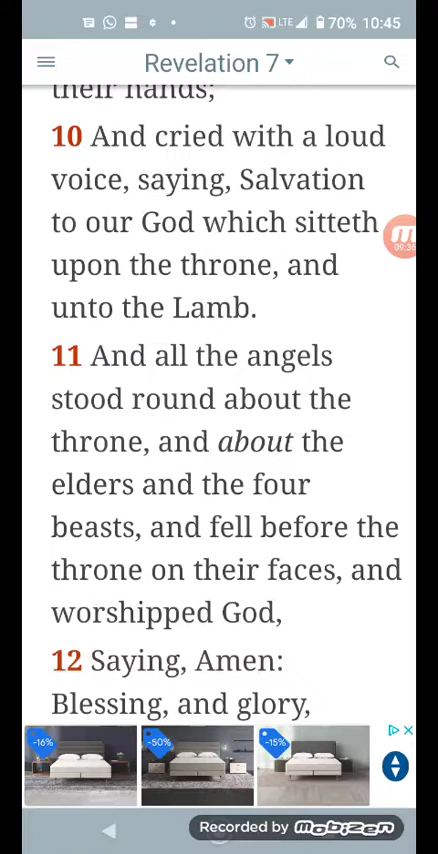 LTE 70% 10:45
Revelation 7
their hands;
10 And cried with a loud
voice, saying, Salvation
to our God which sitteth
upon the throne, and
unto the Lamb.
09:36
11 And all the angels
stood round about the
throne, and about the
elders and the four
beasts, and fell before the
throne on their faces, and
worshipped God,
12 Saying, Amen:
Blessing, and glory,
-16% -50% -15%
Recorded by mobizen